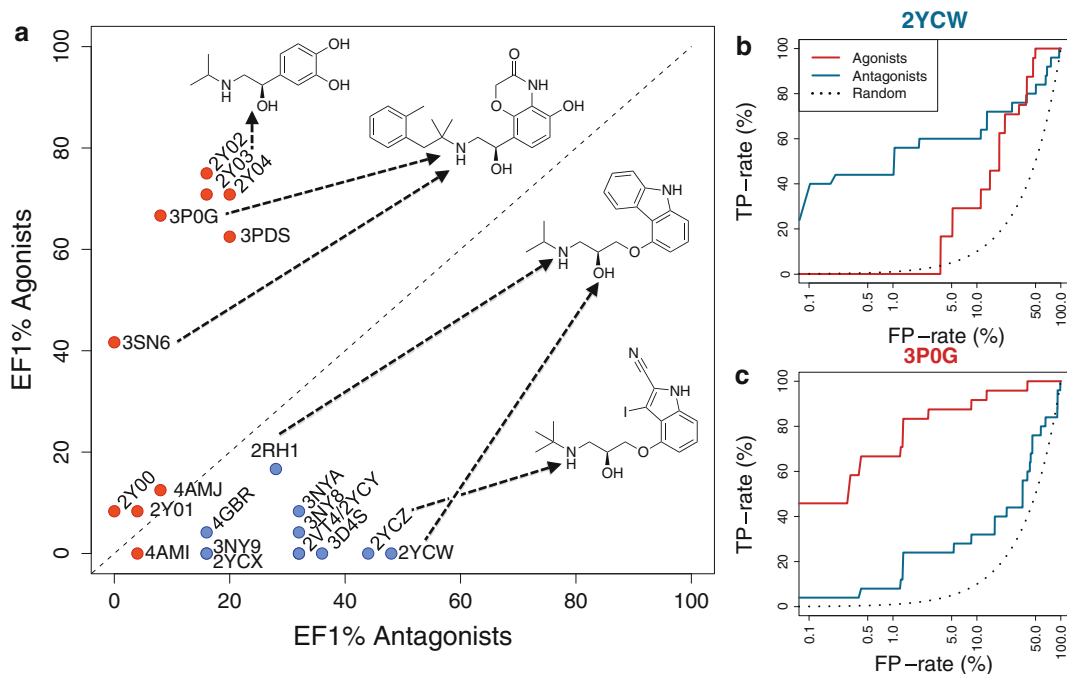 a
EF1% Agonists
100
80
60
40
20
0
0
20
40
60
80
100
EF1% Antagonists
2Y02
2Y03
2Y04
3P0G
3PDS
3SN6
2RH1
2Y00
4AMJ
2Y01
4AMI
4GBR
3NY9
2YCX
3NYA
3NY8
2VT4/2YCY
3D4S
2YCZ
2YCW
HN
OH
OH
OH
O
NH
O
OH
N
H
OH
NH
O
N
H
OH
N
NH
I
O
N
H
OH
b
2YCW
Agonists
Antagonists
Random
TP-rate (%)
100
80
60
40
20
0
0.1
0.5
1.0
5.0
10.0
50.0
100.0
FP-rate (%)
c
3P0G
TP-rate (%)
100
80
60
40
20
0
0.1
0.5
1.0
5.0
10.0
50.0
100.0
FP-rate (%)